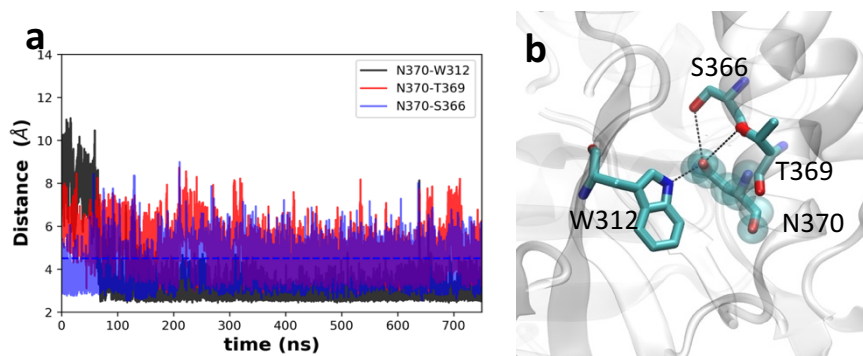 a
14
12
10
8
6
4
2
Distance (Å)
N370-W312
N370-T369
N370-S366
0 100 200 300 400 500 600 700
time (ns)
b
S366
T369
W312
N370